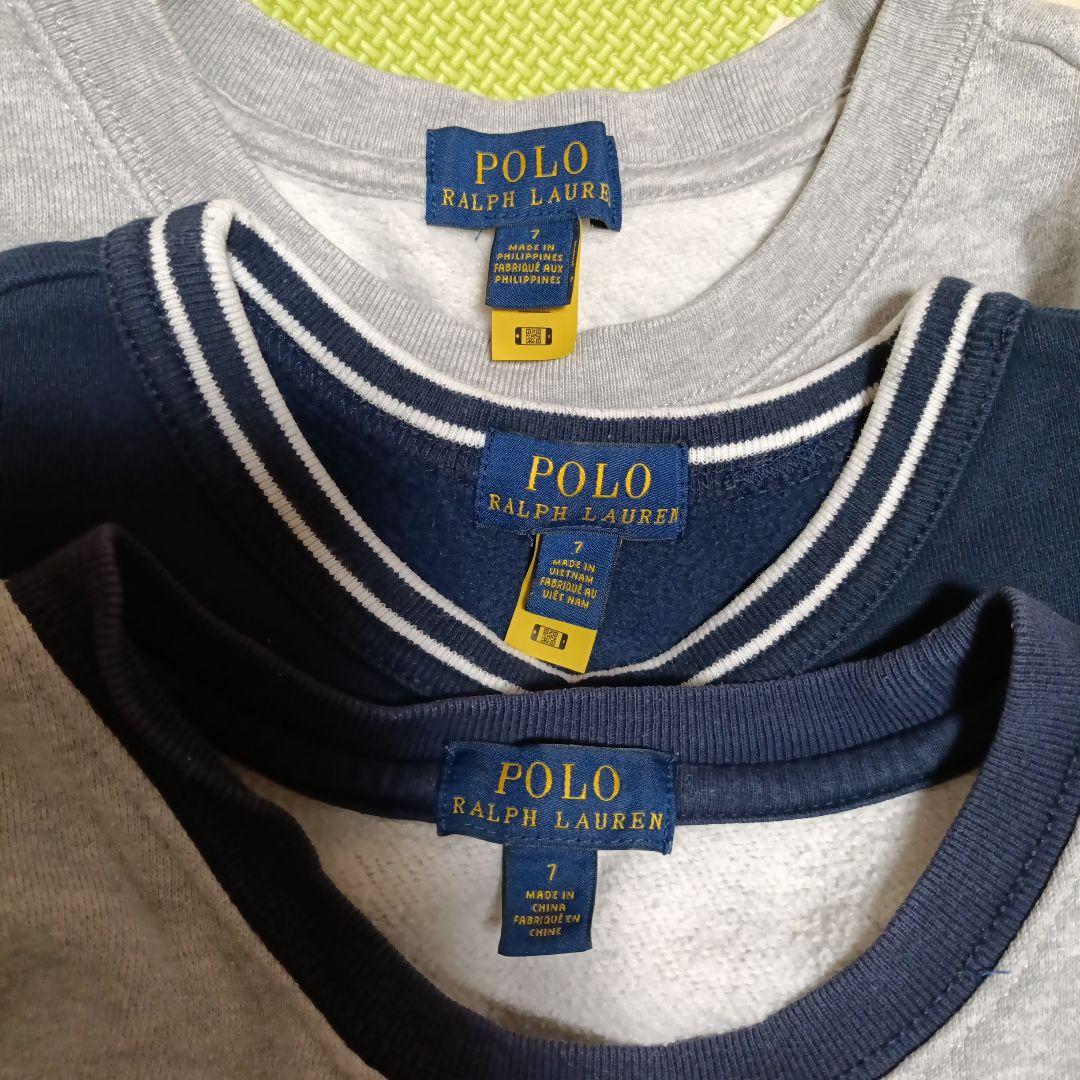 POLO
RALPH LAURE
7
MADE IN
PHILIPPINES
FABRIQUÉ AUX
PHILIPPINES
POLO
RALPH LAUREN
7
MADE IN
VIETNAM
FABRIQUÉ AU
VIÊT NAM
POLO
RALPH LAUREN
7
MADE IN
CHINA
FABRIQUÉ EN
CHINE